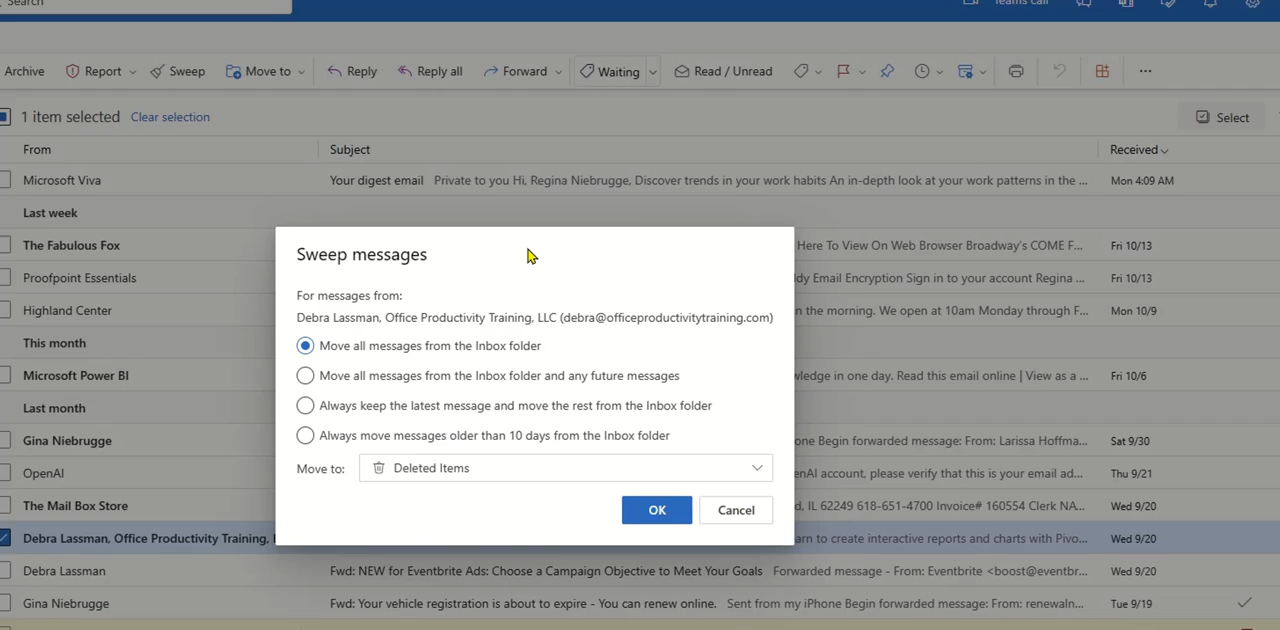 Search
Teams call
Archive Report Sweep Move to Reply Reply all Forward Waiting Read / Unread
1 item selected Clear selection Select
From Subject Received
Microsoft Viva Your digest email Private to you Hi, Regina Niebrugge, Discover trends in your work habits An in-depth look at your work patterns in the ... Mon 4:09 AM
Last week
The Fabulous Fox Here To View On Web Browser Broadway's COME F... Fri 10/13
Proofpoint Essentials ddy Email Encryption Sign in to your account Regina ... Fri 10/13
Highland Center in the morning. We open at 10am Monday through F... Mon 10/9
This month
Microsoft Power BI wledge in one day. Read this email online | View as a ... Fri 10/6
Last month
Gina Niebrugge one Begin forwarded message: From: Larissa Hoffma... Sat 9/30
OpenAI enAI account, please verify that this is your email ad... Thu 9/21
The Mail Box Store d, IL 62249 618-651-4700 Invoice# 160554 Clerk NA... Wed 9/20
Debra Lassman, Office Productivity Training, arn to create interactive reports and charts with Pivo... Wed 9/20
Debra Lassman Fwd: NEW for Eventbrite Ads: Choose a Campaign Objective to Meet Your Goals Forwarded message - From: Eventbrite <boost@eventbr... Wed 9/20
Gina Niebrugge Fwd: Your vehicle registration is about to expire - You can renew online. Sent from my iPhone Begin forwarded message: From: renewaln... Tue 9/19
Sweep messages
For messages from:
Debra Lassman, Office Productivity Training, LLC (debra@officeproductivitytraining.com)
Move all messages from the Inbox folder
Move all messages from the Inbox folder and any future messages
Always keep the latest message and move the rest from the Inbox folder
Always move messages older than 10 days from the Inbox folder
Move to: Deleted Items
OK Cancel